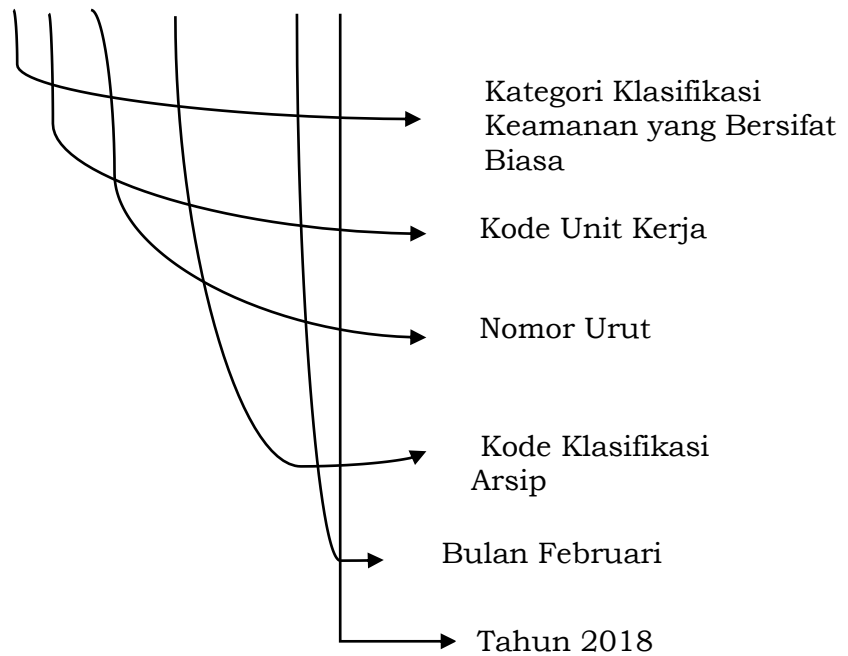 Kategori Klasifikasi
Keamanan yang Bersifat
Biasa
Kode Unit Kerja
Nomor Urut
Kode Klasifikasi
Arsip
Bulan Februari
Tahun 2018